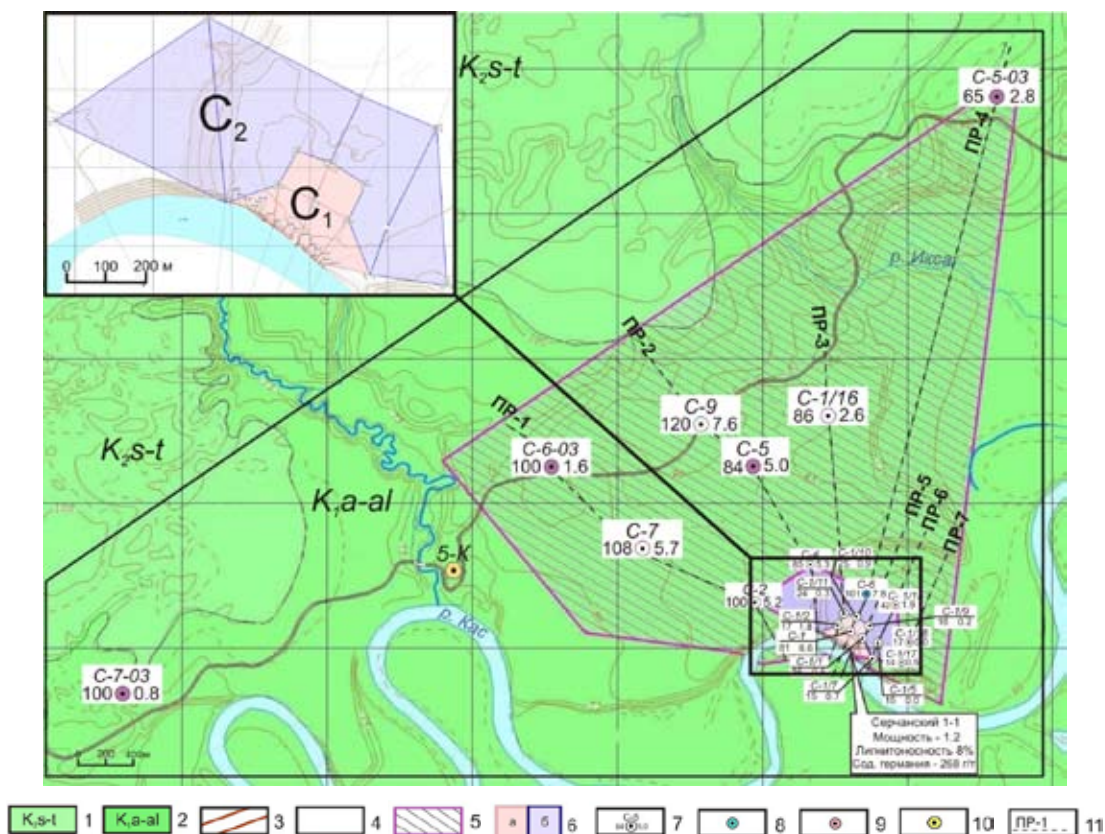 K₂s-t
C-5-03
65 2.8
C₂
C₁
0 100 200 м
ПР-4
р. Икса
ПР-2
ПР-3
C-1/16
86 2.6
C-9
120 7.6
ПР-1
C-6-03
100 1.6
C-5
84 5.0
K₂s-t
K₁a-al
ПР-5
ПР-6
ПР-7
C-7
108 5.7
5-К
C-2
100 5.2
р. Кас
C-7-03
100 0.8
Серчанский 1-1
Мощность - 1.2
Лигнитоносность 8%
Сод. германия - 268 г/т
K₂s-t 1 K₁a-al 2 3 4 5 а б 6 7 8 9 10 ПР-1 11